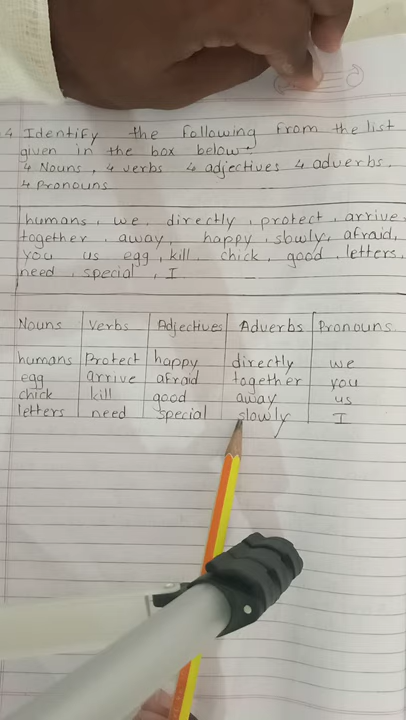 4 Identify the following from the list
given in the box below
4 Nouns, 4 verbs 4 adjectives 4 adverbs.
4 pronouns
humans, we, directly, protect, arrive,
together, away, happy, slowly, afraid,
you us egg, kill, chick, good, letters,
need, special, I
Nouns Verbs Adjectives Adverbs Pronouns
humans Protect happy directly we
egg arrive afraid together you
chick kill good away us
letters need special slowly I